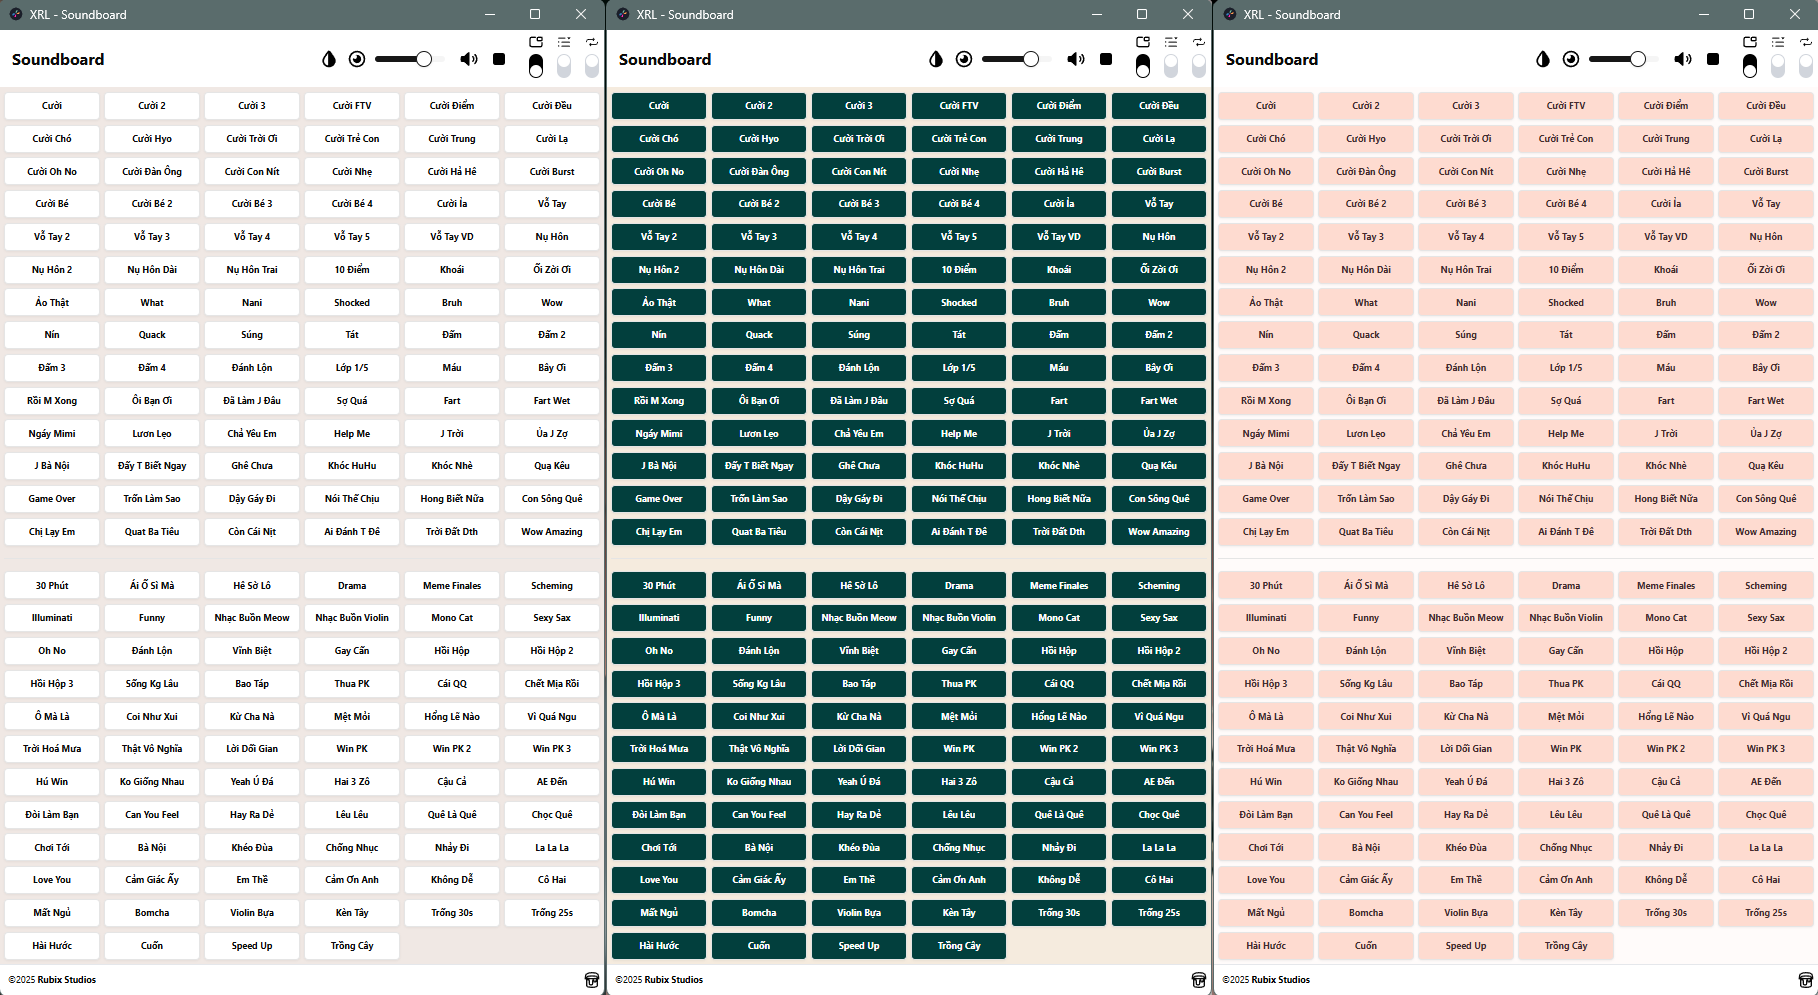 XRL - Soundboard
Soundboard
Cười Cười 2 Cười 3 Cười FTV Cười Điểm Cười Đều
Cười Chó Cười Hyo Cười Trời Ơi Cười Trẻ Con Cười Trung Cười Lạ
Cười Oh No Cười Đàn Ông Cười Con Nít Cười Nhẹ Cười Hả Hê Cười Burst
Cười Bé Cười Bé 2 Cười Bé 3 Cười Bé 4 Cười Ỉa Vỗ Tay
Vỗ Tay 2 Vỗ Tay 3 Vỗ Tay 4 Vỗ Tay 5 Vỗ Tay VD Nụ Hôn
Nụ Hôn 2 Nụ Hôn Dài Nụ Hôn Trai 10 Điểm Khoái Ối Zời Ơi
Ảo Thật What Nani Shocked Bruh Wow
Nín Quack Súng Tát Đấm Đấm 2
Đấm 3 Đấm 4 Đánh Lộn Lớp 1/5 Máu Bây Ơi
Rồi M Xong Ôi Bạn Ơi Đã Làm J Đâu Sợ Quá Fart Fart Wet
Ngáy Mimi Lươn Lẹo Chả Yêu Em Help Me J Trời Ủa J Zợ
J Bà Nội Đấy T Biết Ngay Ghê Chưa Khóc HuHu Khóc Nhè Quạ Kêu
Game Over Trốn Làm Sao Dậy Gáy Đi Nói Thế Chịu Hong Biết Nữa Con Sông Quê
Chị Lạy Em Quat Ba Tiêu Còn Cái Nịt Ai Đánh T Đê Trời Đất Dth Wow Amazing
30 Phút Ái Ố Sì Mà Hê Sờ Lô Drama Meme Finales Scheming
Illuminati Funny Nhạc Buồn Meow Nhạc Buồn Violin Mono Cat Sexy Sax
Oh No Đánh Lộn Vĩnh Biệt Gay Cấn Hồi Hộp Hồi Hộp 2
Hồi Hộp 3 Sống Kg Lâu Bao Táp Thua PK Cái QQ Chết Mịa Rồi
Ô Mà Là Coi Như Xui Kừ Cha Nà Mệt Mỏi Hổng Lẽ Nào Vì Quá Ngu
Trời Hoá Mưa Thật Vô Nghĩa Lời Dối Gian Win PK Win PK 2 Win PK 3
Hú Win Ko Giống Nhau Yeah Ú Đá Hai 3 Zô Cậu Cả AE Đến
Đòi Làm Bạn Can You Feel Hay Ra Dẻ Lêu Lêu Quê Là Quê Chọc Quê
Chơi Tới Bà Nội Khéo Đùa Chống Nhục Nhảy Đi La La La
Love You Cảm Giác Ấy Em Thề Cảm Ơn Anh Không Dễ Cô Hai
Mất Ngủ Bomcha Violin Bựa Kèn Tây Trống 30s Trống 25s
Hài Hước Cuốn Speed Up Trồng Cây
©2025 Rubix Studios
XRL - Soundboard
Soundboard
Cười Cười 2 Cười 3 Cười FTV Cười Điểm Cười Đều
Cười Chó Cười Hyo Cười Trời Ơi Cười Trẻ Con Cười Trung Cười Lạ
Cười Oh No Cười Đàn Ông Cười Con Nít Cười Nhẹ Cười Hả Hê Cười Burst
Cười Bé Cười Bé 2 Cười Bé 3 Cười Bé 4 Cười Ỉa Vỗ Tay
Vỗ Tay 2 Vỗ Tay 3 Vỗ Tay 4 Vỗ Tay 5 Vỗ Tay VD Nụ Hôn
Nụ Hôn 2 Nụ Hôn Dài Nụ Hôn Trai 10 Điểm Khoái Ối Zời Ơi
Ảo Thật What Nani Shocked Bruh Wow
Nín Quack Súng Tát Đấm Đấm 2
Đấm 3 Đấm 4 Đánh Lộn Lớp 1/5 Máu Bây Ơi
Rồi M Xong Ôi Bạn Ơi Đã Làm J Đâu Sợ Quá Fart Fart Wet
Ngáy Mimi Lươn Lẹo Chả Yêu Em Help Me J Trời Ủa J Zợ
J Bà Nội Đấy T Biết Ngay Ghê Chưa Khóc HuHu Khóc Nhè Quạ Kêu
Game Over Trốn Làm Sao Dậy Gáy Đi Nói Thế Chịu Hong Biết Nữa Con Sông Quê
Chị Lạy Em Quat Ba Tiêu Còn Cái Nịt Ai Đánh T Đê Trời Đất Dth Wow Amazing
30 Phút Ái Ố Sì Mà Hê Sờ Lô Drama Meme Finales Scheming
Illuminati Funny Nhạc Buồn Meow Nhạc Buồn Violin Mono Cat Sexy Sax
Oh No Đánh Lộn Vĩnh Biệt Gay Cấn Hồi Hộp Hồi Hộp 2
Hồi Hộp 3 Sống Kg Lâu Bao Táp Thua PK Cái QQ Chết Mịa Rồi
Ô Mà Là Coi Như Xui Kừ Cha Nà Mệt Mỏi Hổng Lẽ Nào Vì Quá Ngu
Trời Hoá Mưa Thật Vô Nghĩa Lời Dối Gian Win PK Win PK 2 Win PK 3
Hú Win Ko Giống Nhau Yeah Ú Đá Hai 3 Zô Cậu Cả AE Đến
Đòi Làm Bạn Can You Feel Hay Ra Dẻ Lêu Lêu Quê Là Quê Chọc Quê
Chơi Tới Bà Nội Khéo Đùa Chống Nhục Nhảy Đi La La La
Love You Cảm Giác Ấy Em Thề Cảm Ơn Anh Không Dễ Cô Hai
Mất Ngủ Bomcha Violin Bựa Kèn Tây Trống 30s Trống 25s
Hài Hước Cuốn Speed Up Trồng Cây
©2025 Rubix Studios
XRL - Soundboard
Soundboard
Cười Cười 2 Cười 3 Cười FTV Cười Điểm Cười Đều
Cười Chó Cười Hyo Cười Trời Ơi Cười Trẻ Con Cười Trung Cười Lạ
Cười Oh No Cười Đàn Ông Cười Con Nít Cười Nhẹ Cười Hả Hê Cười Burst
Cười Bé Cười Bé 2 Cười Bé 3 Cười Bé 4 Cười Ỉa Vỗ Tay
Vỗ Tay 2 Vỗ Tay 3 Vỗ Tay 4 Vỗ Tay 5 Vỗ Tay VD Nụ Hôn
Nụ Hôn 2 Nụ Hôn Dài Nụ Hôn Trai 10 Điểm Khoái Ối Zời Ơi
Ảo Thật What Nani Shocked Bruh Wow
Nín Quack Súng Tát Đấm Đấm 2
Đấm 3 Đấm 4 Đánh Lộn Lớp 1/5 Máu Bây Ơi
Rồi M Xong Ôi Bạn Ơi Đã Làm J Đâu Sợ Quá Fart Fart Wet
Ngáy Mimi Lươn Lẹo Chả Yêu Em Help Me J Trời Ủa J Zợ
J Bà Nội Đấy T Biết Ngay Ghê Chưa Khóc HuHu Khóc Nhè Quạ Kêu
Game Over Trốn Làm Sao Dậy Gáy Đi Nói Thế Chịu Hong Biết Nữa Con Sông Quê
Chị Lạy Em Quat Ba Tiêu Còn Cái Nịt Ai Đánh T Đê Trời Đất Dth Wow Amazing
30 Phút Ái Ố Sì Mà Hê Sờ Lô Drama Meme Finales Scheming
Illuminati Funny Nhạc Buồn Meow Nhạc Buồn Violin Mono Cat Sexy Sax
Oh No Đánh Lộn Vĩnh Biệt Gay Cấn Hồi Hộp Hồi Hộp 2
Hồi Hộp 3 Sống Kg Lâu Bao Táp Thua PK Cái QQ Chết Mịa Rồi
Ô Mà Là Coi Như Xui Kừ Cha Nà Mệt Mỏi Hổng Lẽ Nào Vì Quá Ngu
Trời Hoá Mưa Thật Vô Nghĩa Lời Dối Gian Win PK Win PK 2 Win PK 3
Hú Win Ko Giống Nhau Yeah Ú Đá Hai 3 Zô Cậu Cả AE Đến
Đòi Làm Bạn Can You Feel Hay Ra Dẻ Lêu Lêu Quê Là Quê Chọc Quê
Chơi Tới Bà Nội Khéo Đùa Chống Nhục Nhảy Đi La La La
Love You Cảm Giác Ấy Em Thề Cảm Ơn Anh Không Dễ Cô Hai
Mất Ngủ Bomcha Violin Bựa Kèn Tây Trống 30s Trống 25s
Hài Hước Cuốn Speed Up Trồng Cây
©2025 Rubix Studios